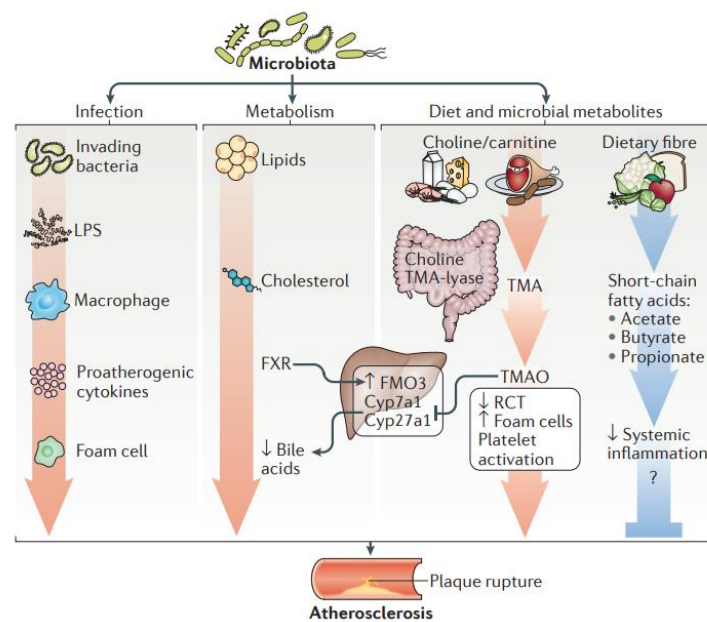 Microbiota
Infection
Metabolism
Diet and microbial metabolites
Invading
bacteria
LPS
Macrophage
Proatherogenic
cytokines
Foam cell
Lipids
Cholesterol
FXR
↓ Bile
acids
↑ FMO3
Cyp7a1
Cyp27a1
Choline/carnitine
Choline
TMA-lyase
TMA
TMAO
↓ RCT
↑ Foam cells
Platelet
activation
Dietary fibre
Short-chain
fatty acids:
• Acetate
• Butyrate
• Propionate
↓ Systemic
inflammation
?
Plaque rupture
Atherosclerosis